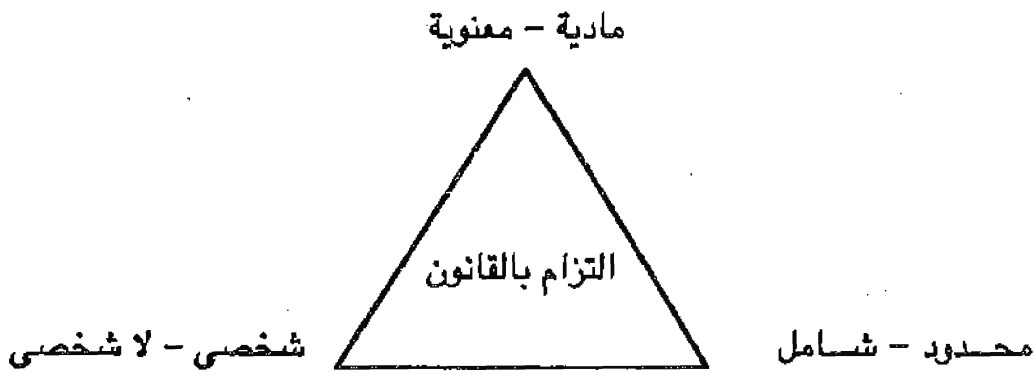 مادية – معنوية
التزام بالقانون
محدود – شامل
شخصي – لا شخصي